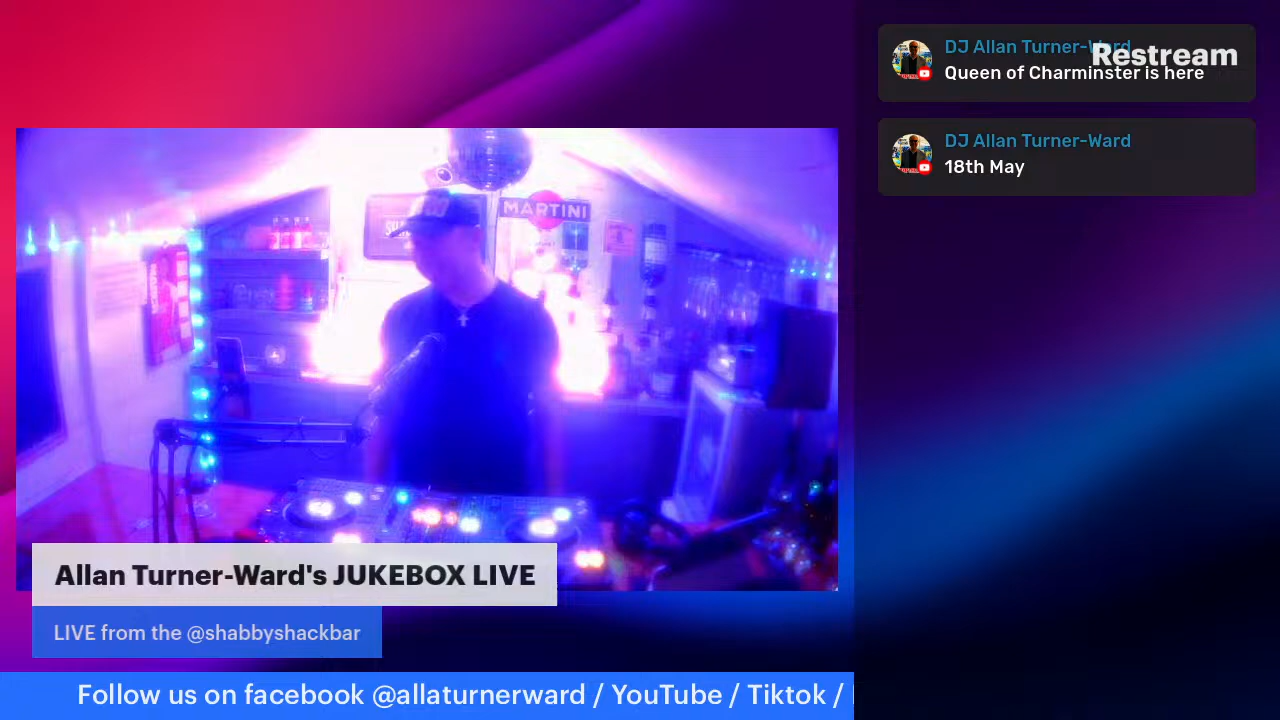 DJ Allan Turner-Ward
Restream
Queen of Charminster is here
DJ Allan Turner-Ward
18th May
MARTINI
Allan Turner-Ward's JUKEBOX LIVE
LIVE from the @shabbyshackbar
Follow us on facebook @allaturnerward / YouTube / Tiktok /